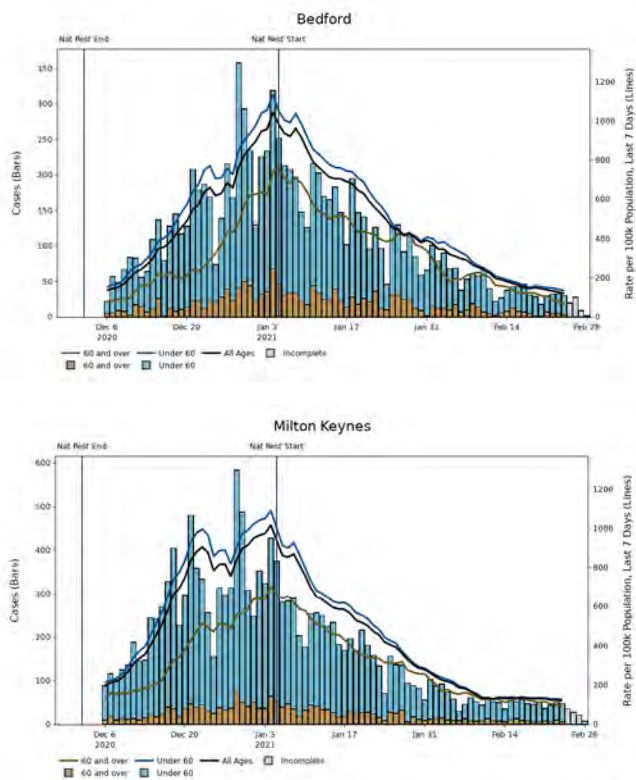 Bedford
Nat Rest End
Nat Rest Start
Cases (Bars)
350
300
250
200
150
100
50
0
Rate per 100k Population, Last 7 Days (Lines)
1200
1000
800
600
400
200
0
Dec 6
2020
Dec 20
Jan 3
2021
Jan 17
Jan 31
Feb 14
Feb 28
60 and over
Under 60
All Ages
Incomplete
60 and over
Under 60
Milton Keynes
Nat Rest End
Nat Rest Start
Cases (Bars)
600
500
400
300
200
100
0
Rate per 100k Population, Last 7 Days (Lines)
1200
1000
800
600
400
200
0
Dec 6
2020
Dec 20
Jan 3
2021
Jan 17
Jan 31
Feb 14
Feb 28
60 and over
Under 60
All Ages
Incomplete
60 and over
Under 60